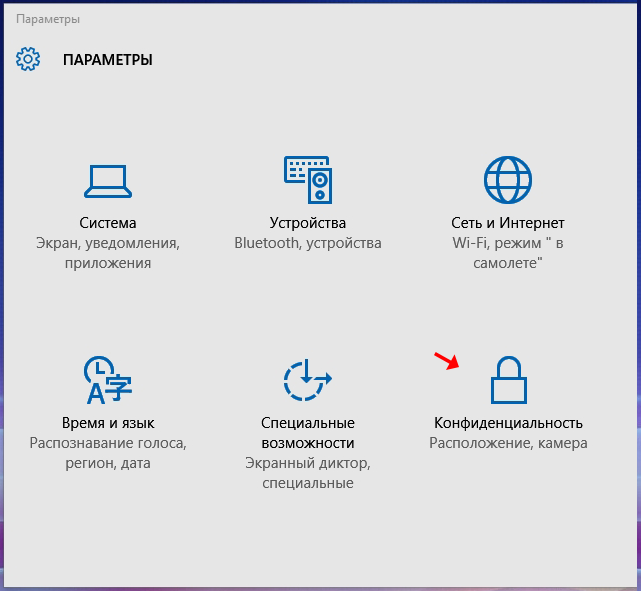 Параметры
ПАРАМЕТРЫ
Система
Экран, уведомления,
приложения
Устройства
Bluetooth, устройства
Сеть и Интернет
Wi-Fi, режим " в
самолете"
Время и язык
Распознавание голоса,
регион, дата
Специальные
возможности
Экранный диктор,
специальные
Конфиденциальность
Расположение, камера